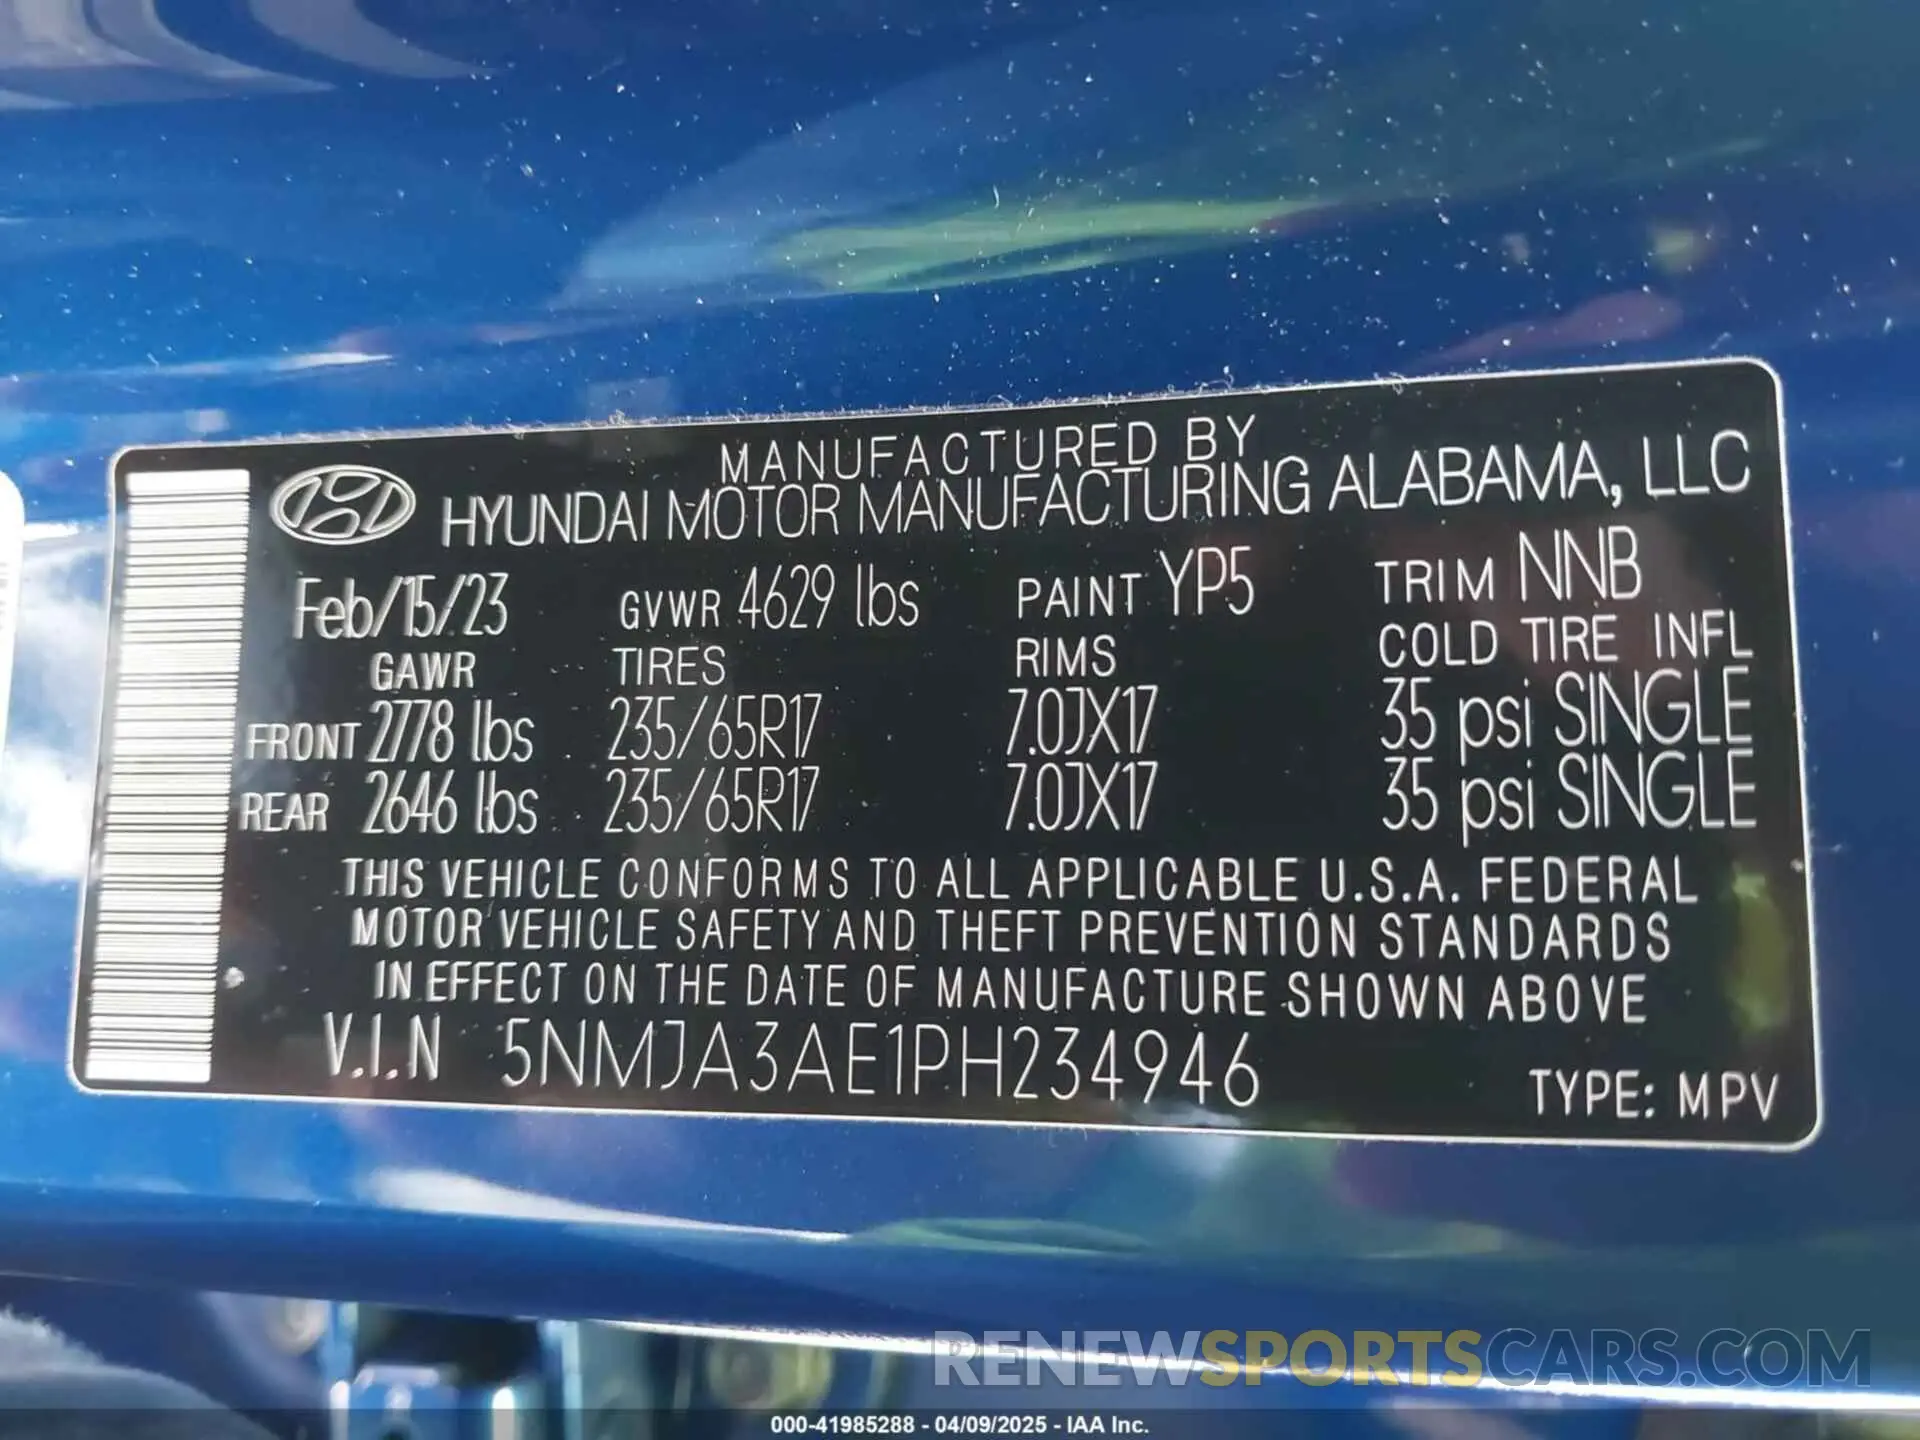 MANUFACTURED BY
HYUNDAI MOTOR MANUFACTURING ALABAMA, LLC
Feb/15/23 GVWR 4629 lbs PAINT YP5 TRIM NNB
GAWR TIRES RIMS COLD TIRE INFL
FRONT 2778 lbs 235/65R17 7.0JX17 35 psi SINGLE
REAR 2646 lbs 235/65R17 7.0JX17 35 psi SINGLE
THIS VEHICLE CONFORMS TO ALL APPLICABLE U.S.A. FEDERAL
MOTOR VEHICLE SAFETY AND THEFT PREVENTION STANDARDS
IN EFFECT ON THE DATE OF MANUFACTURE SHOWN ABOVE
V.I.N 5NMJA3AE1PH234946 TYPE: MPV
RENEWSPORTSCARS.COM
000-41985288 - 04/09/2025 - IAA Inc.